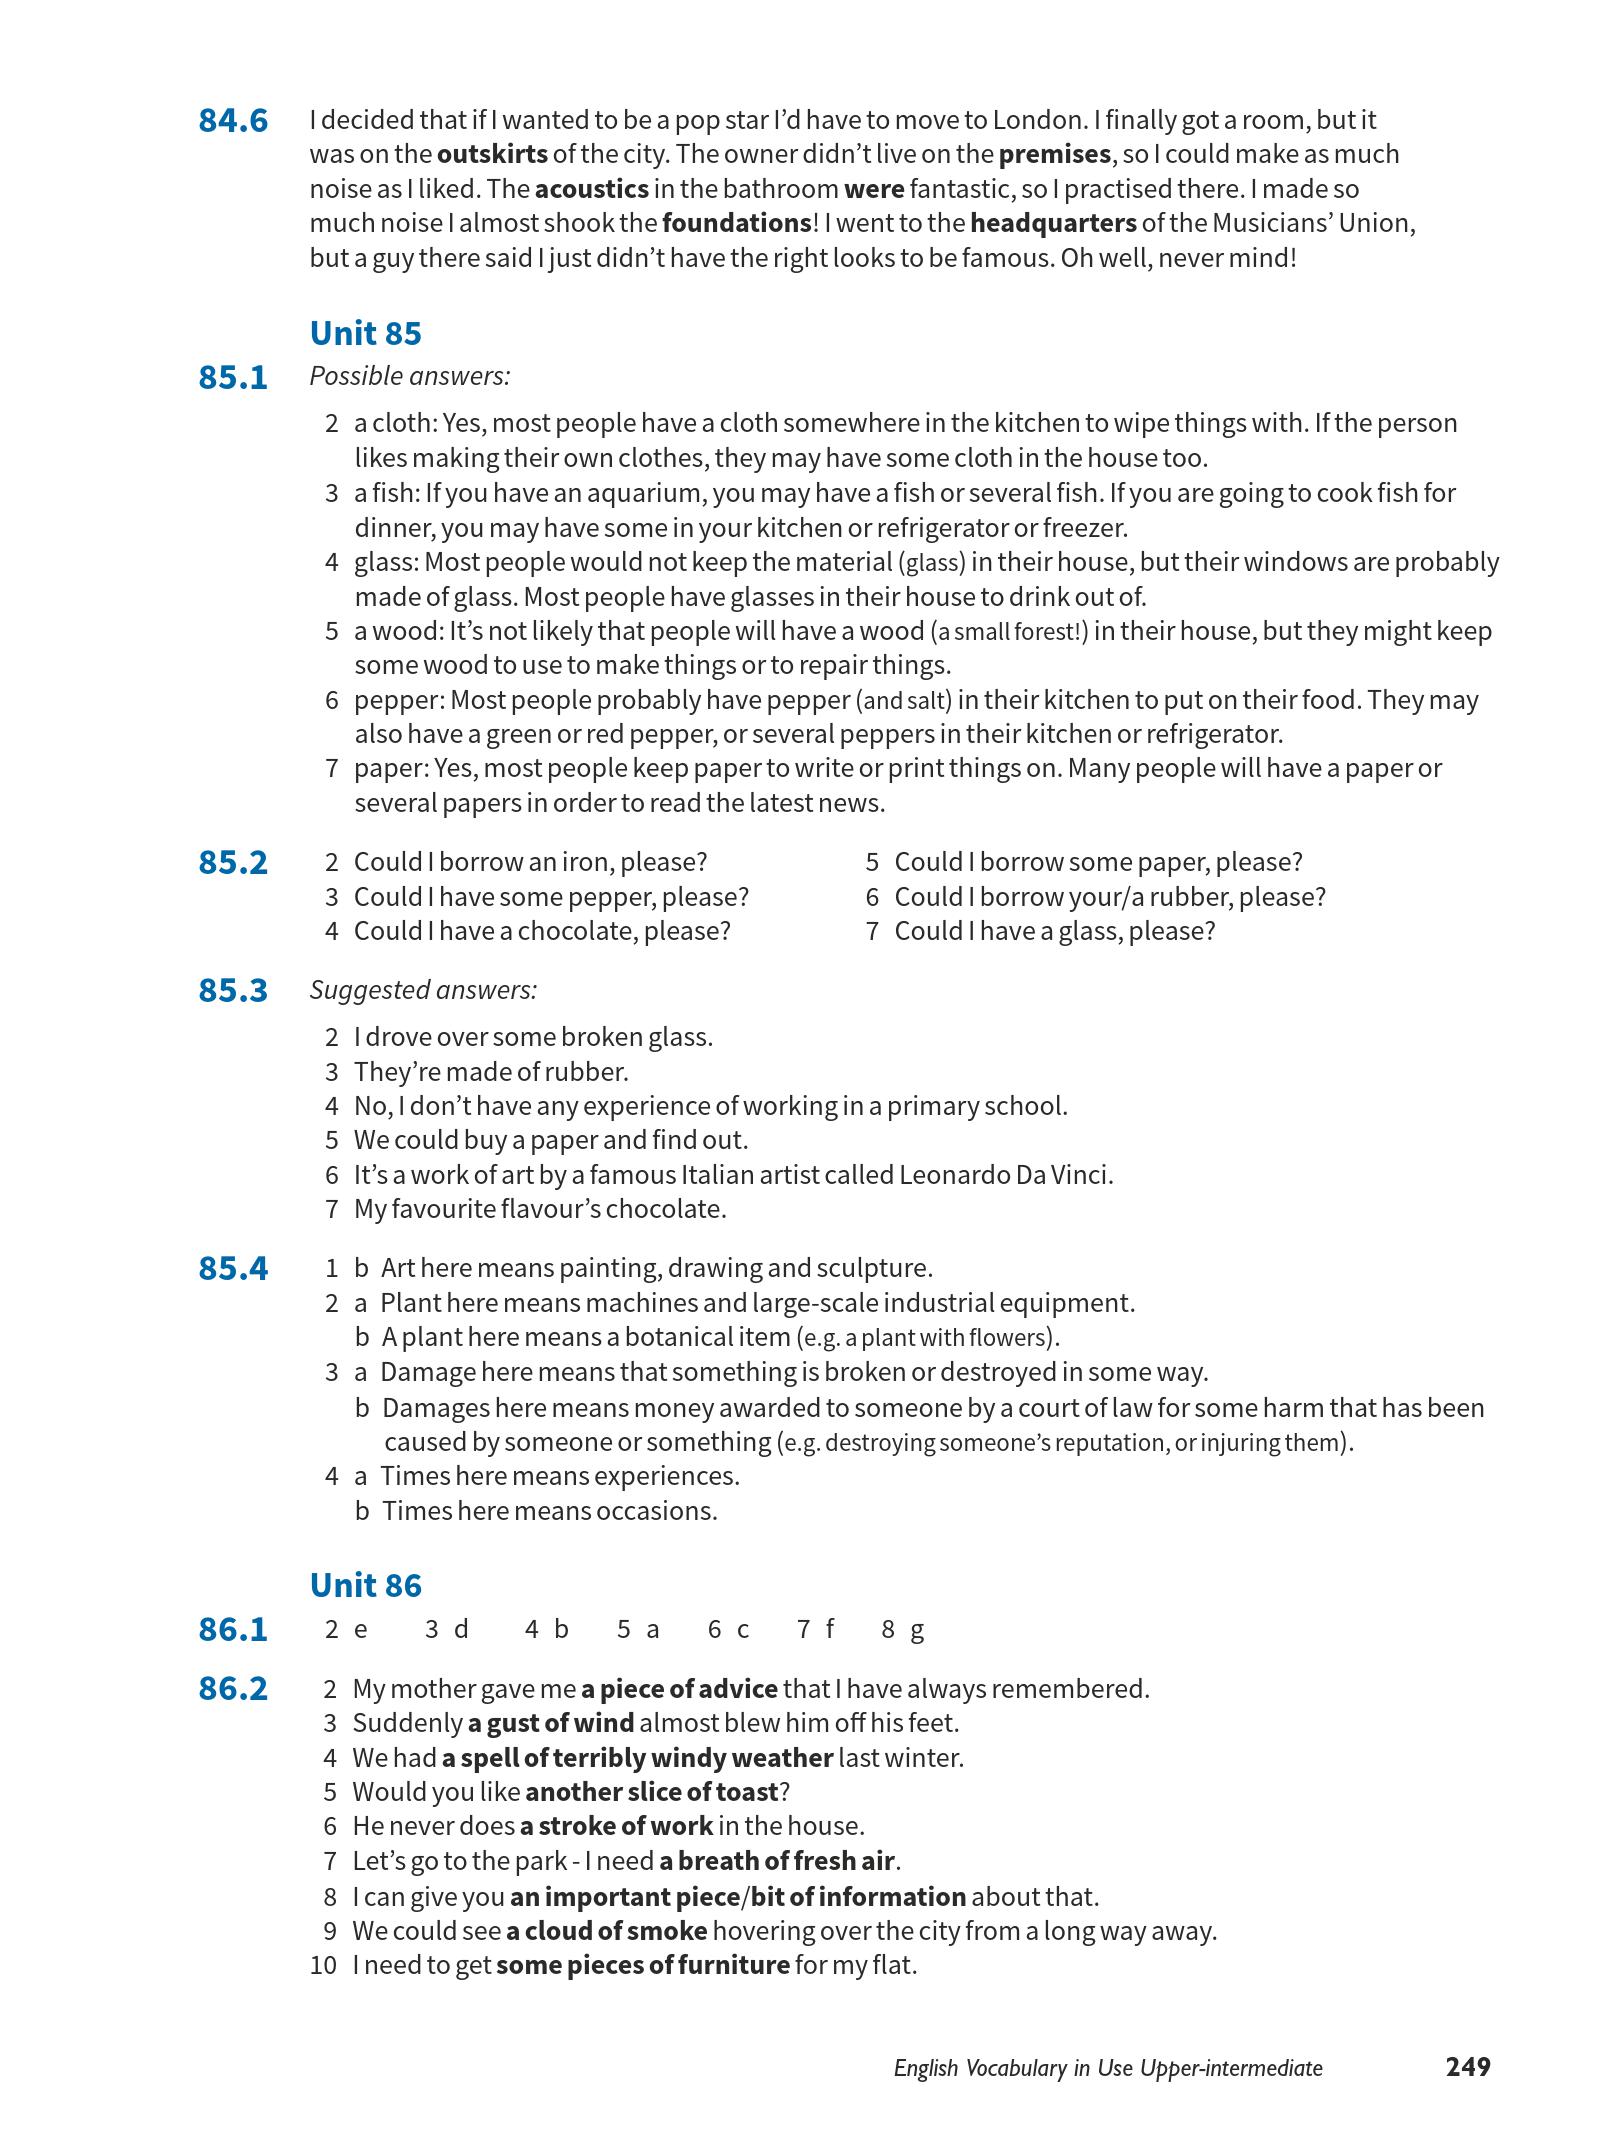 84.6 I decided that if I wanted to be a pop star I’d have to move to London. I finally got a room, but it
was on the outskirts of the city. The owner didn’t live on the premises, so I could make as much
noise as I liked. The acoustics in the bathroom were fantastic, so I practised there. I made so
much noise I almost shook the foundations! I went to the headquarters of the Musicians’ Union,
but a guy there said I just didn’t have the right looks to be famous. Oh well, never mind!
Unit 85
85.1 Possible answers:
2 a cloth: Yes, most people have a cloth somewhere in the kitchen to wipe things with. If the person
likes making their own clothes, they may have some cloth in the house too.
3 a fish: If you have an aquarium, you may have a fish or several fish. If you are going to cook fish for
dinner, you may have some in your kitchen or refrigerator or freezer.
4 glass: Most people would not keep the material (glass) in their house, but their windows are probably
made of glass. Most people have glasses in their house to drink out of.
5 a wood: It’s not likely that people will have a wood (a small forest!) in their house, but they might keep
some wood to use to make things or to repair things.
6 pepper: Most people probably have pepper (and salt) in their kitchen to put on their food. They may
also have a green or red pepper, or several peppers in their kitchen or refrigerator.
7 paper: Yes, most people keep paper to write or print things on. Many people will have a paper or
several papers in order to read the latest news.
85.2 2 Could I borrow an iron, please? 5 Could I borrow some paper, please?
3 Could I have some pepper, please? 6 Could I borrow your/a rubber, please?
4 Could I have a chocolate, please? 7 Could I have a glass, please?
85.3 Suggested answers:
2 I drove over some broken glass.
3 They’re made of rubber.
4 No, I don’t have any experience of working in a primary school.
5 We could buy a paper and find out.
6 It’s a work of art by a famous Italian artist called Leonardo Da Vinci.
7 My favourite flavour’s chocolate.
85.4 1 b Art here means painting, drawing and sculpture.
2 a Plant here means machines and large-scale industrial equipment.
b A plant here means a botanical item (e.g. a plant with flowers).
3 a Damage here means that something is broken or destroyed in some way.
b Damages here means money awarded to someone by a court of law for some harm that has been
caused by someone or something (e.g. destroying someone’s reputation, or injuring them).
4 a Times here means experiences.
b Times here means occasions.
Unit 86
86.1 2 e 3 d 4 b 5 a 6 c 7 f 8 g
86.2 2 My mother gave me a piece of advice that I have always remembered.
3 Suddenly a gust of wind almost blew him off his feet.
4 We had a spell of terribly windy weather last winter.
5 Would you like another slice of toast?
6 He never does a stroke of work in the house.
7 Let’s go to the park - I need a breath of fresh air.
8 I can give you an important piece/bit of information about that.
9 We could see a cloud of smoke hovering over the city from a long way away.
10 I need to get some pieces of furniture for my flat.
English Vocabulary in Use Upper-intermediate 249